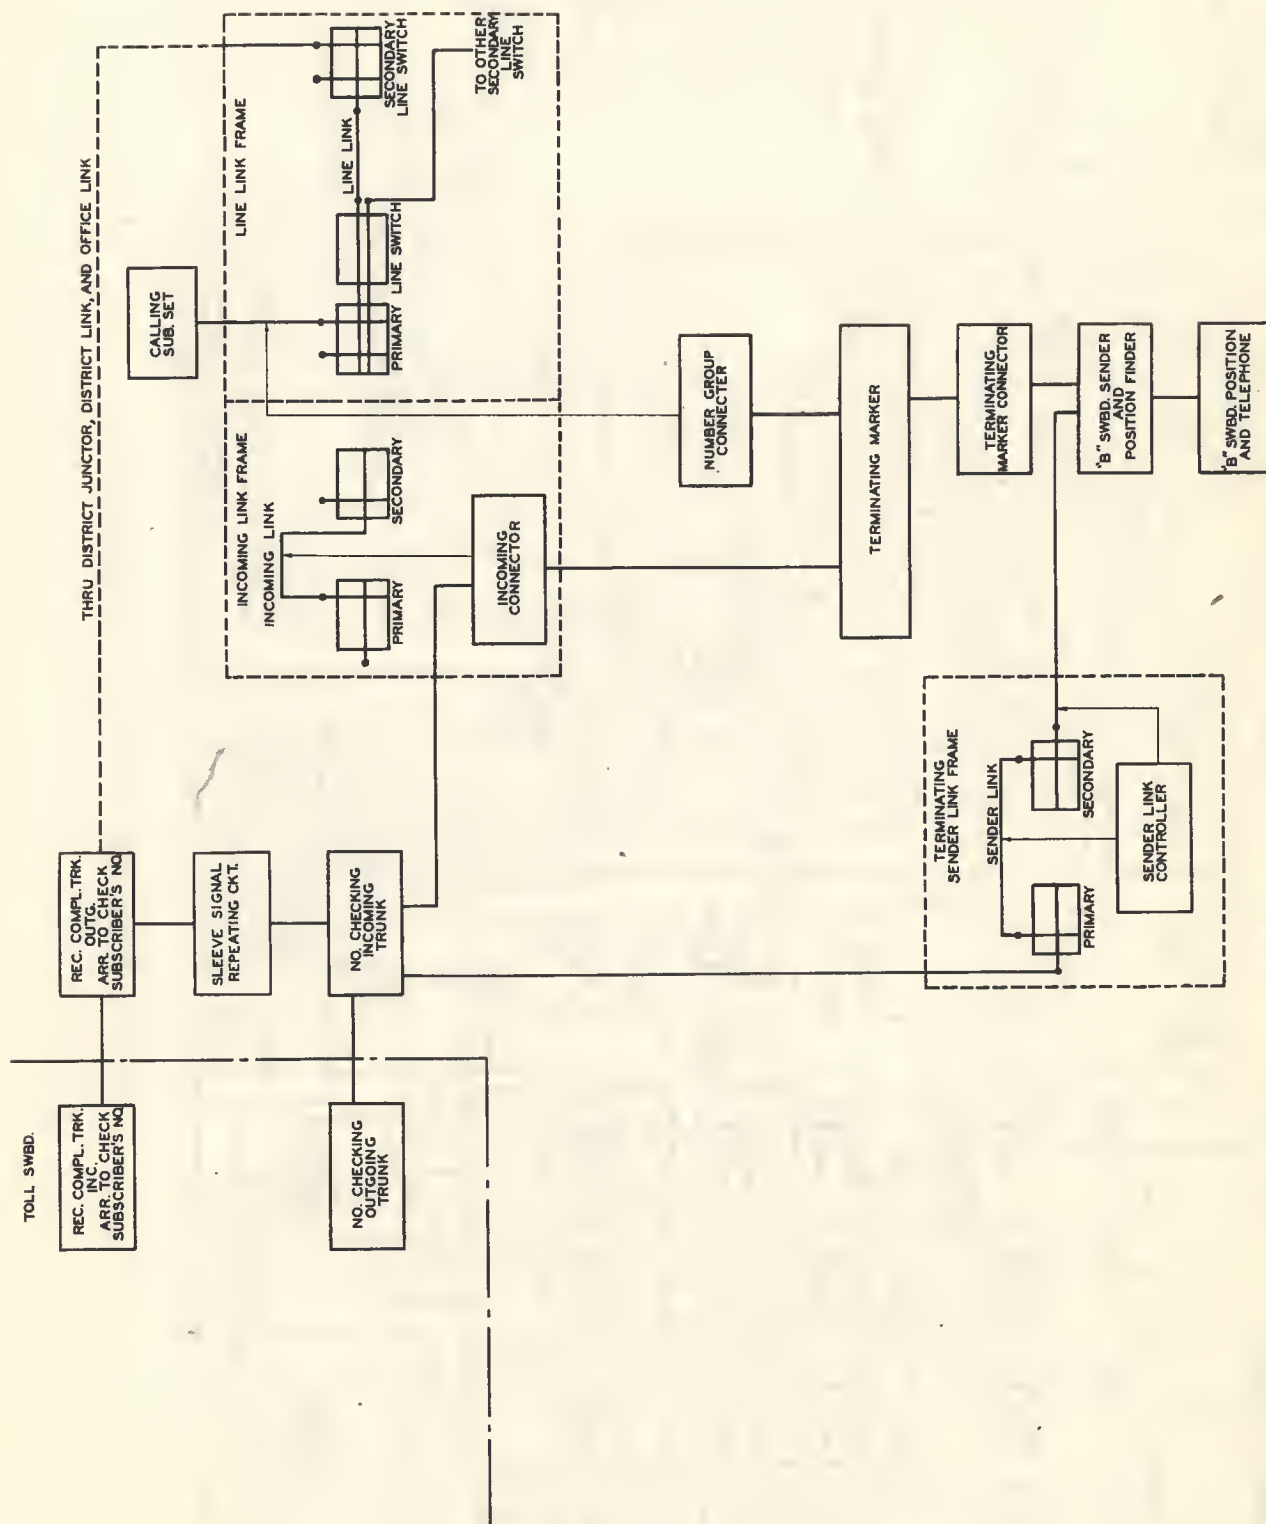 TOLL SWBD.
REC. COMPL. TRK.
INC.
ARR. TO CHECK
SUBSCRIBER'S NO.
NO. CHECKING
OUTGOING
TRUNK
REC. COMPL. TRK.
OUTG.
ARR. TO CHECK
SUBSCRIBER'S NO.
SLEEVE SIGNAL
REPEATING CKT.
NO. CHECKING
INCOMING
TRUNK
THRU DISTRICT JUNCTOR, DISTRICT LINK, AND OFFICE LINK
CALLING
SUB. SET
INCOMING LINK FRAME
INCOMING LINK
PRIMARY
SECONDARY
INCOMING
CONNECTOR
LINE LINK FRAME
PRIMARY LINE SWITCH
LINE LINK
SECONDARY
LINE SWITCH
TO OTHER
SECONDARY
LINE
SWITCH
NUMBER GROUP
CONNECTER
TERMINATING MARKER
TERMINATING
MARKER CONNECTOR
TERMINATING
SENDER LINK FRAME
SENDER LINK
PRIMARY
SECONDARY
SENDER LINK
CONTROLLER
"B" SWBD. SENDER
AND
POSITION FINDER
"B" SWBD. POSITION
AND TELEPHONE